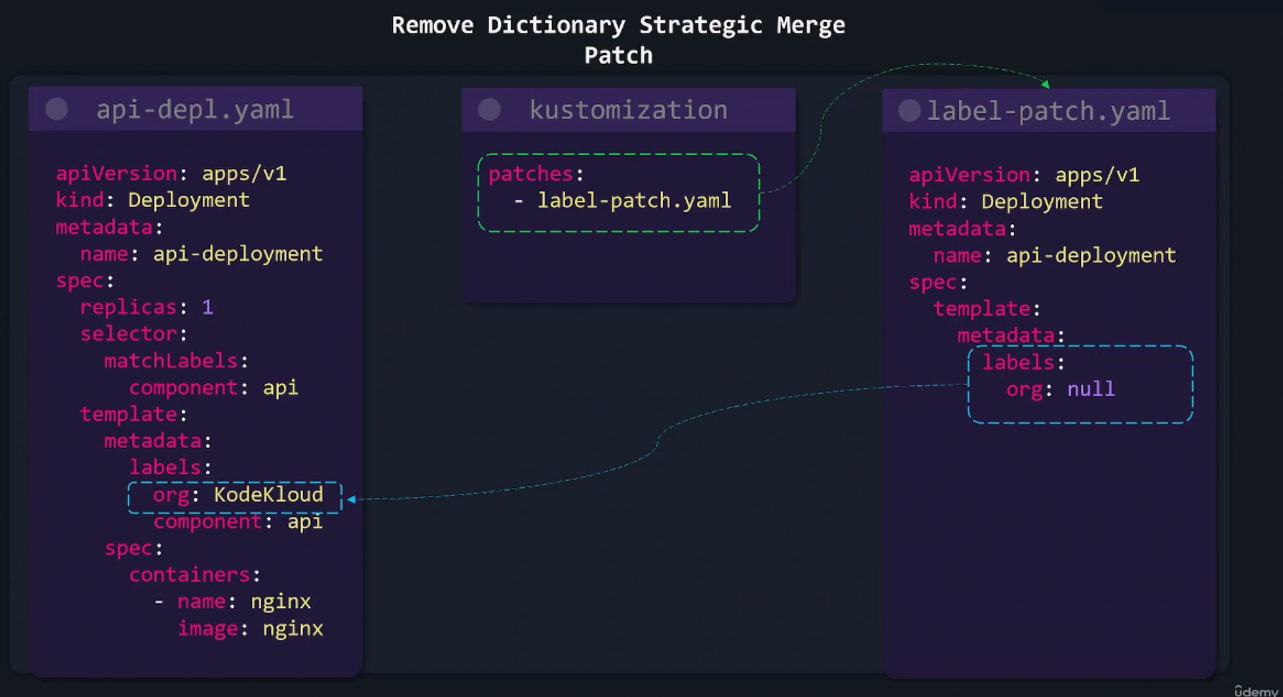 Remove Dictionary Strategic Merge
Patch
api-depl.yaml
apiVersion: apps/v1
kind: Deployment
metadata:
  name: api-deployment
spec:
  replicas: 1
  selector:
    matchLabels:
      component: api
  template:
    metadata:
      labels:
        org: KodeKloud
        component: api
    spec:
      containers:
        - name: nginx
          image: nginx
kustomization
patches:
  - label-patch.yaml
label-patch.yaml
apiVersion: apps/v1
kind: Deployment
metadata:
  name: api-deployment
spec:
  template:
    metadata:
      labels:
        org: null
ûdemy